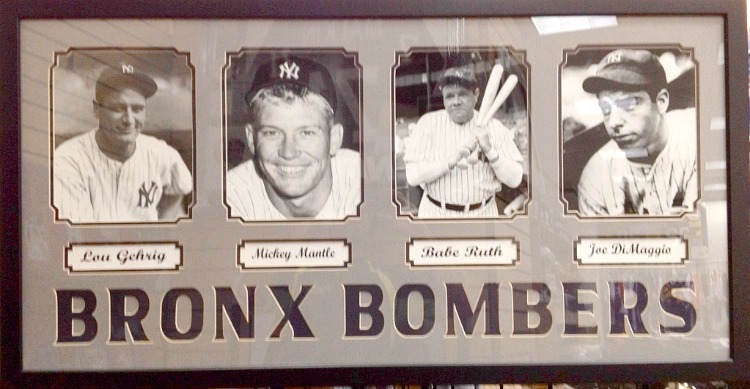 Lou Gehrig Mickey Mantle Babe Ruth Joe DiMaggio
BRONX BOMBERS